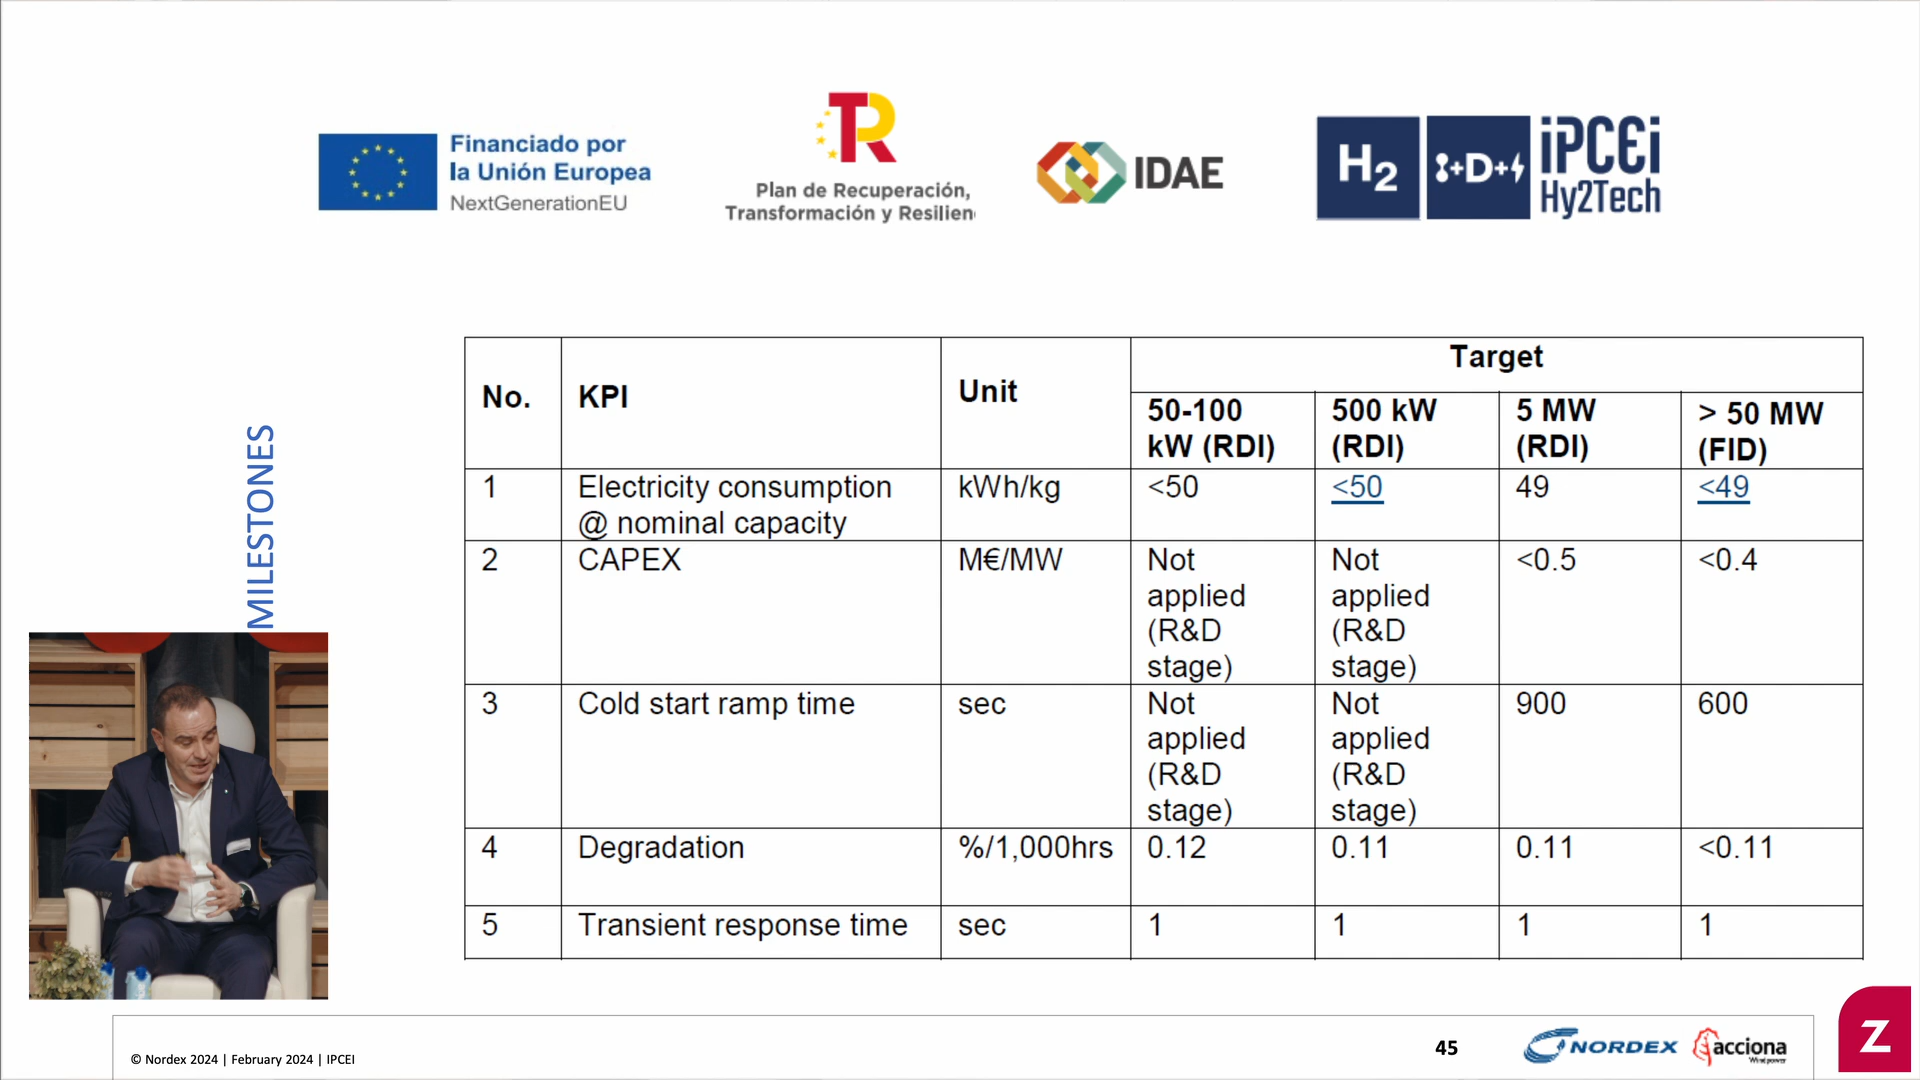 Financiado por
la Unión Europea
NextGenerationEU
TR
Plan de Recuperación,
Transformación y Resilien
IDAE
H2
+D+
iPCEi
Hy2Tech
MILESTONES
No. KPI Unit Target
50-100 kW (RDI) 500 kW (RDI) 5 MW (RDI) > 50 MW (FID)
1 Electricity consumption @ nominal capacity kWh/kg <50 <50 49 <49
2 CAPEX M€/MW Not applied (R&D stage) Not applied (R&D stage) <0.5 <0.4
3 Cold start ramp time sec Not applied (R&D stage) Not applied (R&D stage) 900 600
4 Degradation %/1,000hrs 0.12 0.11 0.11 <0.11
5 Transient response time sec 1 1 1 1
© Nordex 2024 | February 2024 | IPCEI
45
NORDEX
acciona
Windpower
Z